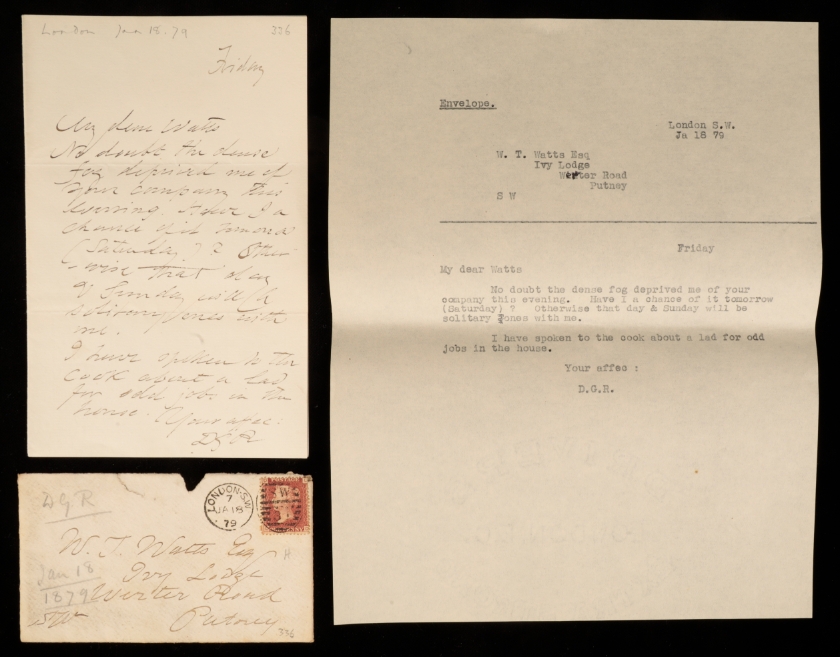 London Jan 18. 79 336
Friday
My dear Watts
No doubt the dense
fog deprived me of
your company this
evening. Have I a
chance of it tomorrow
(Saturday) ? Other
-wise that day
& Sunday will be
solitary ones with
me.
I have spoken to the
cook about a lad
for odd jobs in the
house.
Your affec:
DGR
DGR
LONDON·S.W
7
JA 18
79
W. T. Watts Esq
Ivy Lodge
Werter Road
Putney
S W
Jan 18
1879
336
Envelope.
London S.W.
Ja 18 79
W. T. Watts Esq
Ivy Lodge
Werter Road
Putney
S W
Friday
My dear Watts
No doubt the dense fog deprived me of your
company this evening. Have I a chance of it tomorrow
(Saturday) ? Otherwise that day & Sunday will be
solitary ones with me.
I have spoken to the cook about a lad for odd
jobs in the house.
Your affec :
D.G.R.